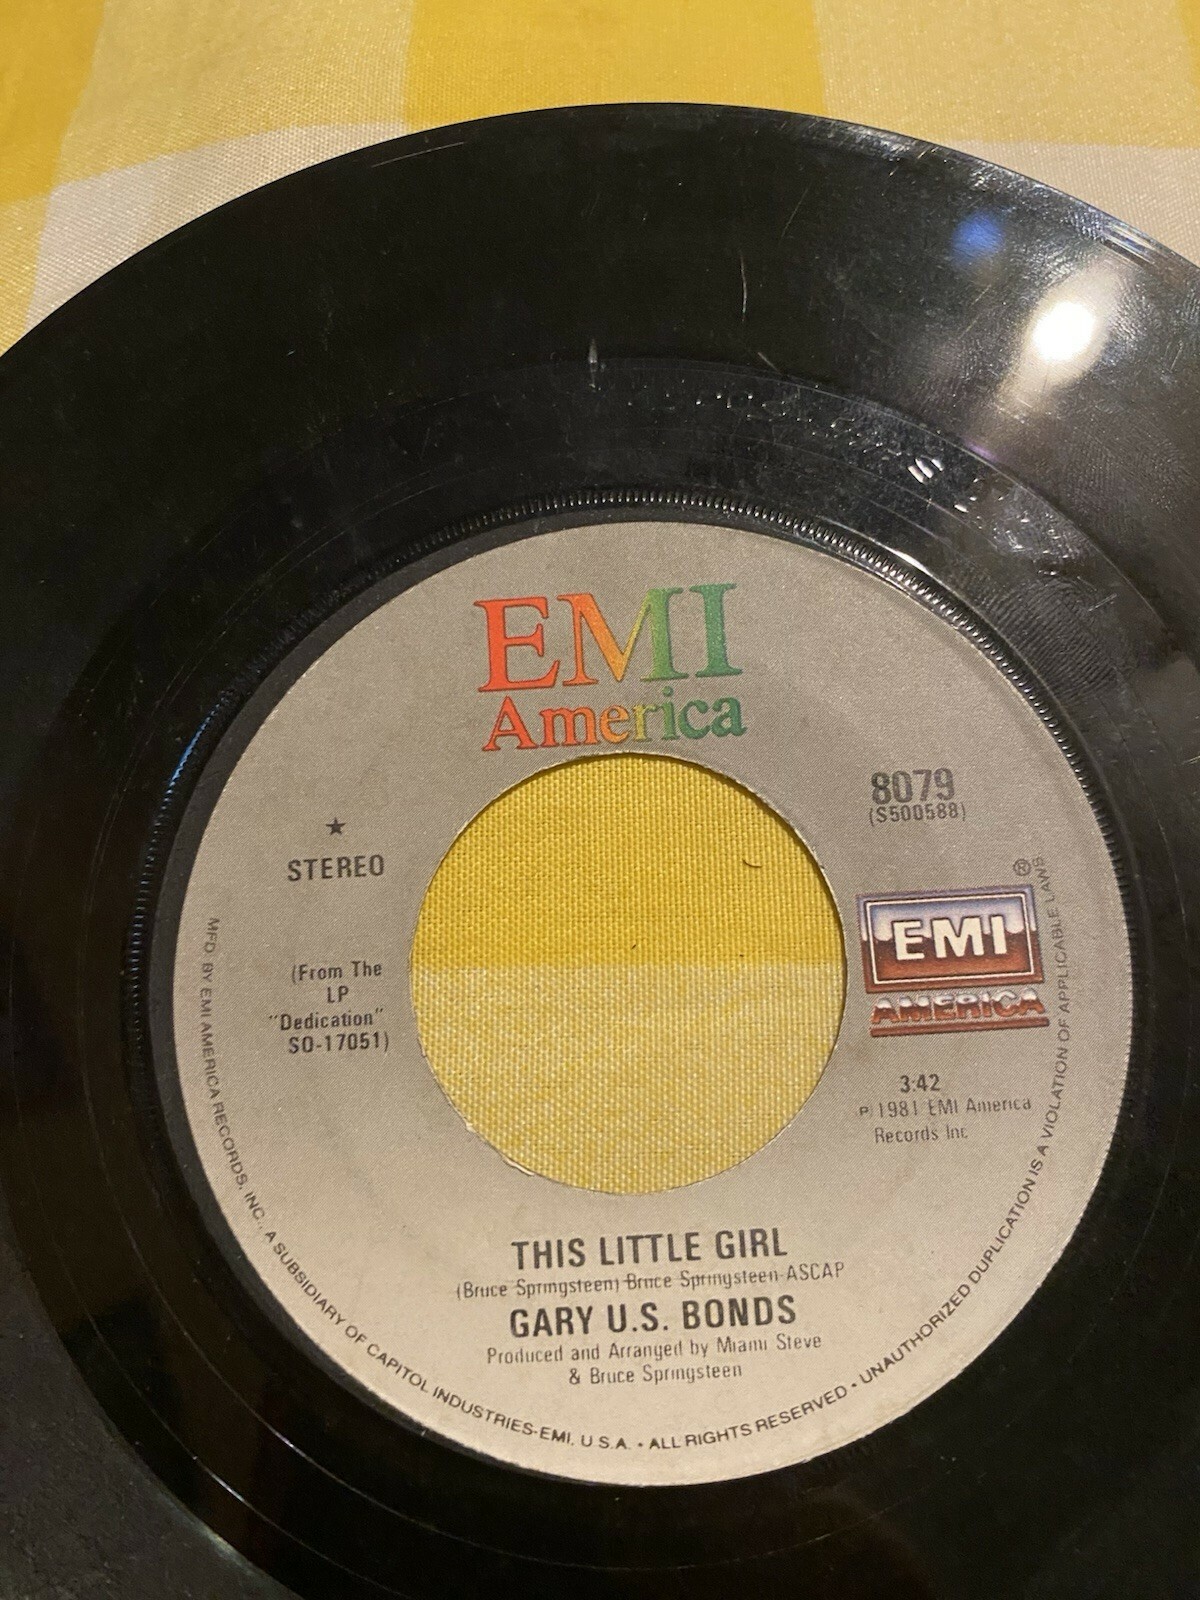 EMI
America
8079
(S500588)
★
STEREO
(From The
LP
"Dedication"
SO-17051)
®
EMI
AMERICA
3:42
℗ 1981 EMI America
Records Inc
THIS LITTLE GIRL
(Bruce Springsteen) Bruce Springsteen-ASCAP
GARY U.S. BONDS
Produced and Arranged by Miami Steve
& Bruce Springsteen
MFD BY EMI AMERICA RECORDS, INC., A SUBSIDIARY OF CAPITOL INDUSTRIES-EMI, U.S.A. • ALL RIGHTS RESERVED • UNAUTHORIZED DUPLICATION IS A VIOLATION OF APPLICABLE LAWS